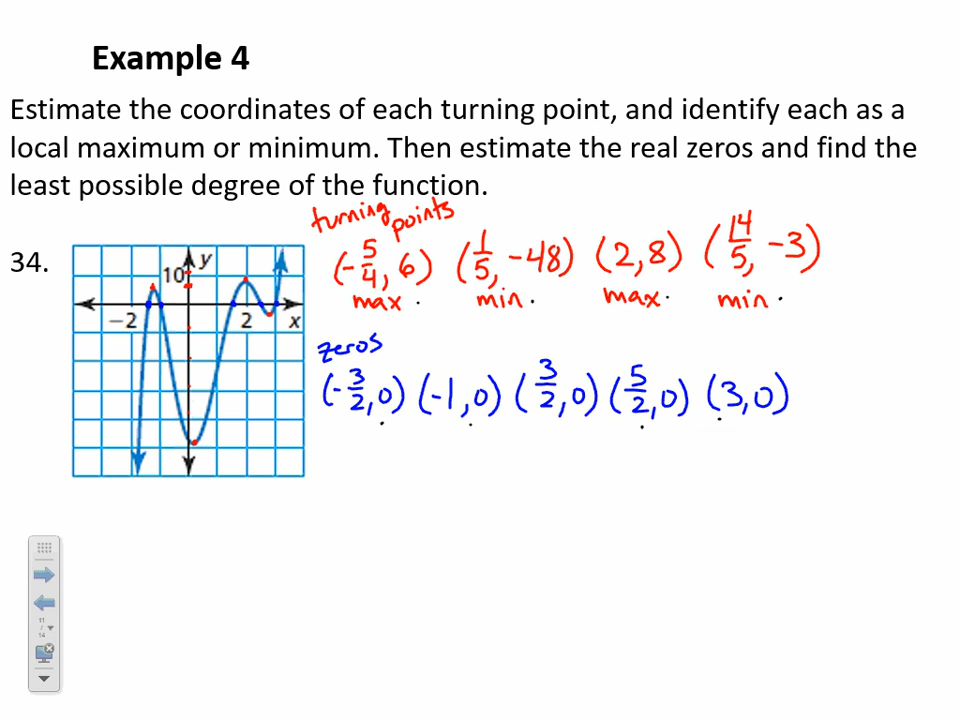 Example 4
Estimate the coordinates of each turning point, and identify each as a
local maximum or minimum. Then estimate the real zeros and find the
least possible degree of the function.
turning points
34.
(-5/4, 6) (1/5, -48) (2, 8) (14/5, -3)
max min max min
y
10
-2 2 x
zeros
(-3/2, 0) (-1, 0) (3/2, 0) (5/2, 0) (3, 0)
11
/
14